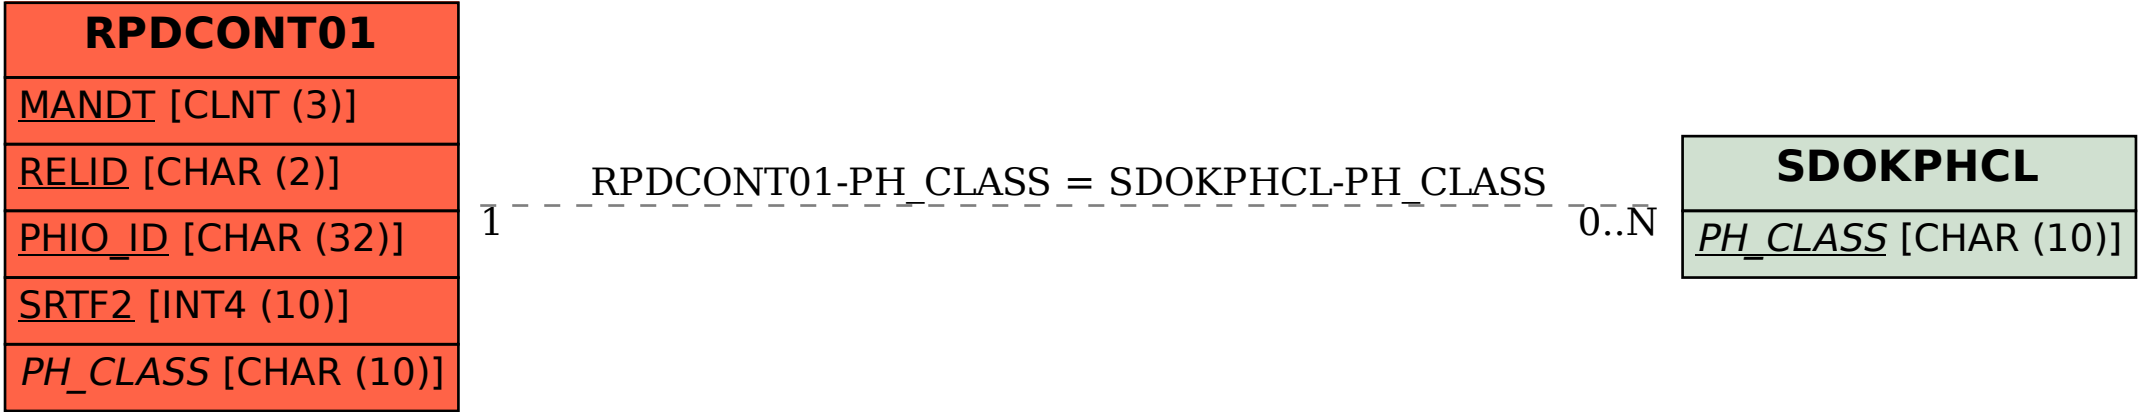 RPDCONT01
MANDT [CLNT (3)]
RELID [CHAR (2)]
PHIO_ID [CHAR (32)]
SRTF2 [INT4 (10)]
PH_CLASS [CHAR (10)]
RPDCONT01-PH_CLASS = SDOKPHCL-PH_CLASS
1
0..N
SDOKPHCL
PH_CLASS [CHAR (10)]